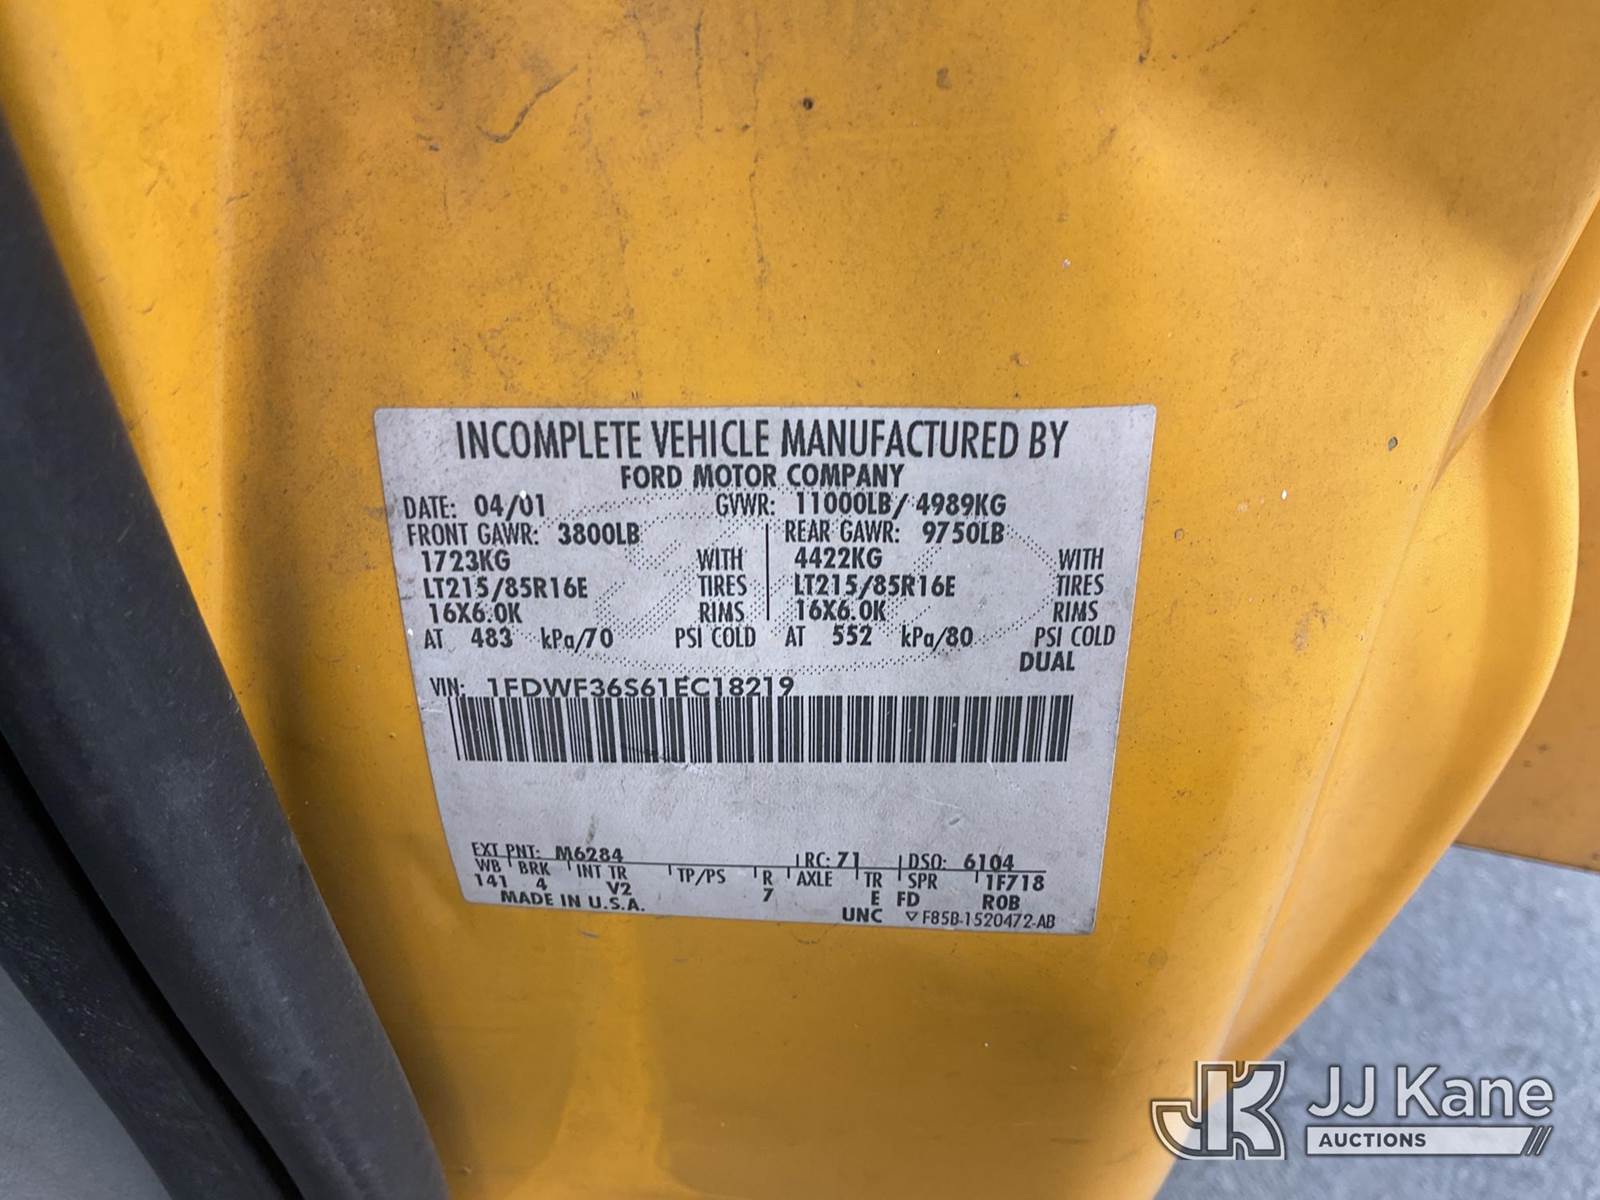 INCOMPLETE VEHICLE MANUFACTURED BY
FORD MOTOR COMPANY
DATE: 04/01 GVWR: 11000LB/ 4989KG
FRONT GAWR: 3800LB REAR GAWR: 9750LB
1723KG WITH 4422KG WITH
LT215/85R16E TIRES LT215/85R16E TIRES
16X6.0K RIMS 16X6.0K RIMS
AT 483 kPa/70 PSI COLD AT 552 kPa/80 PSI COLD
DUAL
VIN: 1FDWF36S61EC18219
EXT PNT: M6284 RC: 71 DSO: 6104
WB BRK INT TR TP/PS R AXLE TR SPR 1F718
141 4 V2 7 E FD ROB
MADE IN U.S.A. UNC F85B-1520472-AB
JK JJ Kane
AUCTIONS